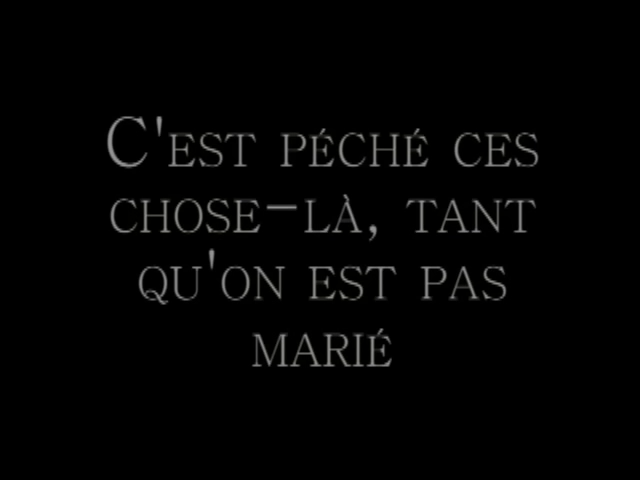 C'EST PÉCHÉ CES
CHOSE-LÀ, TANT
QU'ON EST PAS
MARIÉ